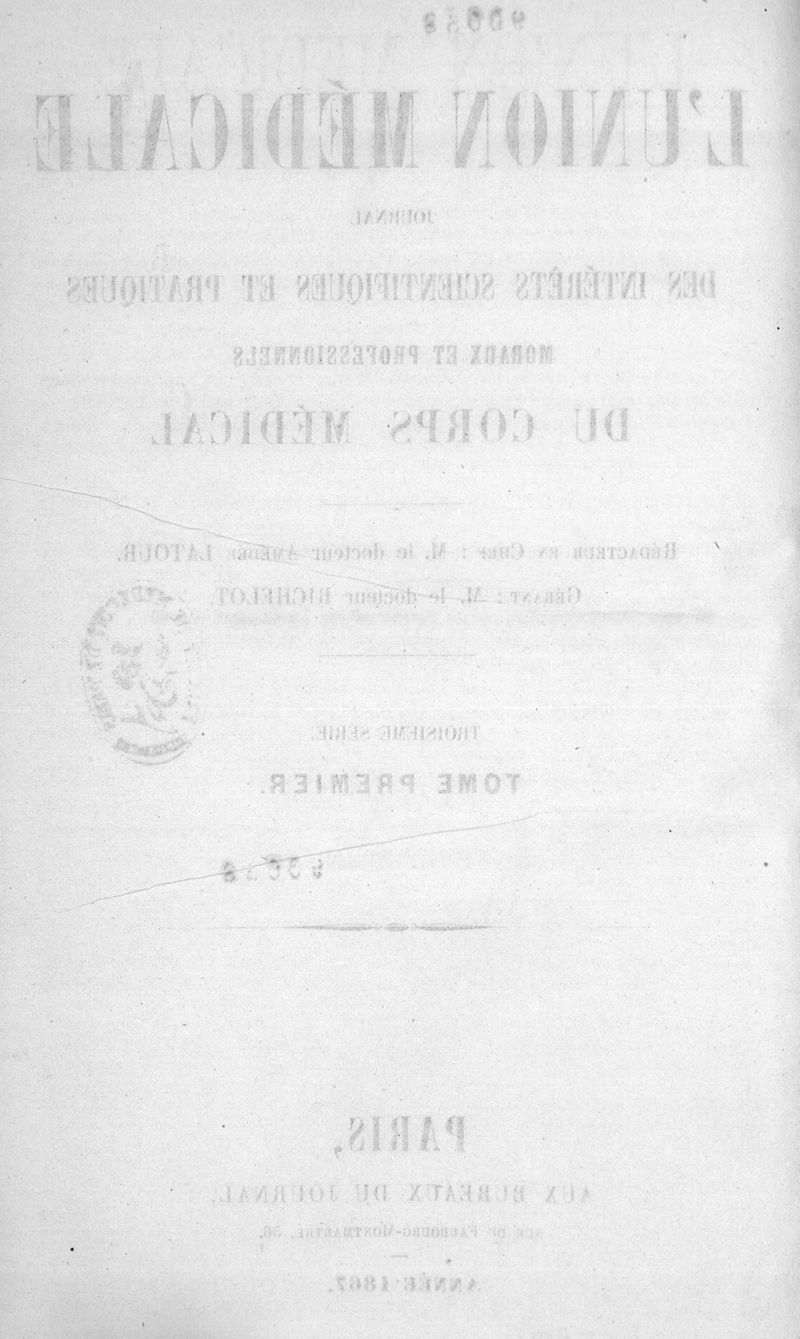 90958
L'UNION MÉDICALE
JOURNAL
DES INTÉRÊTS SCIENTIFIQUES ET PRATIQUES
MORAUX ET PROFESSIONNELS
DU CORPS MÉDICAL
RÉDACTEUR EN CHEF : M. le docteur AMÉDÉE LATOUR.
GÉRANT : M. le docteur RICHELOT.
TROISIÈME SÉRIE.
TOME PREMIER.
PARIS,
AUX BUREAUX DU JOURNAL,
RUE DU FAUBOURG-MONTMARTRE, 56.
ANNÉE 1867.